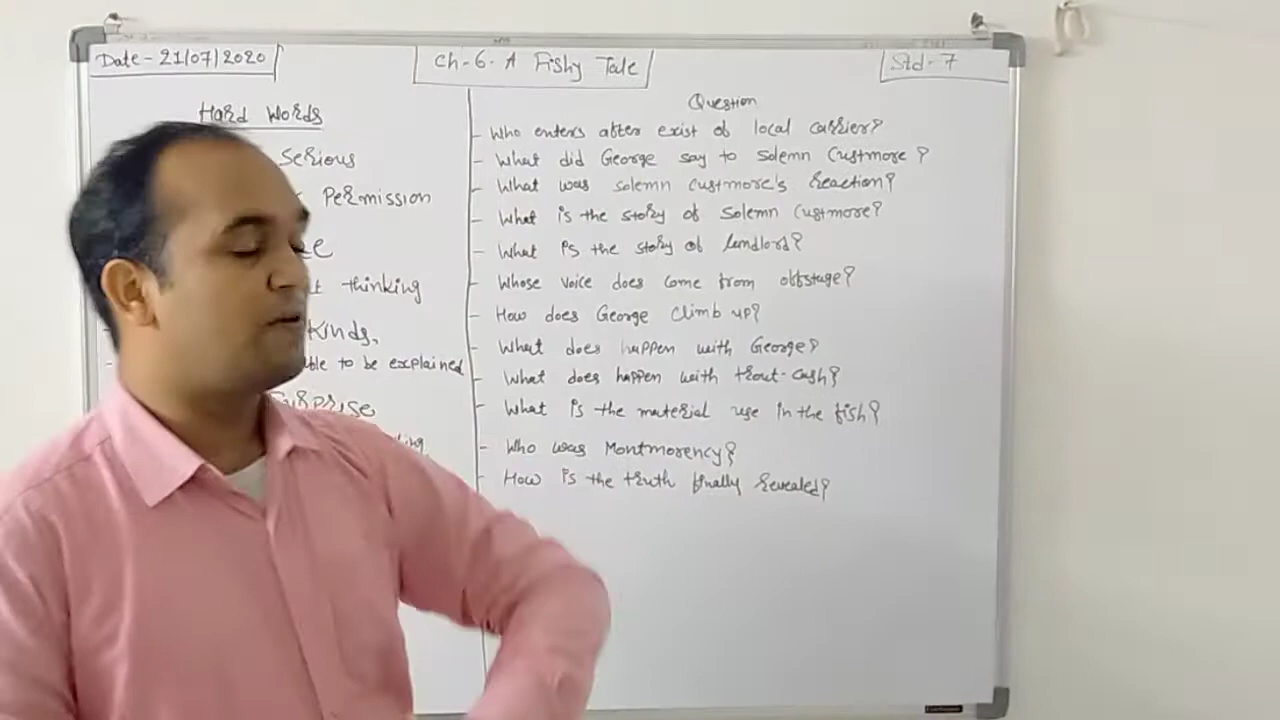 Date - 21/07/2020
Ch-6. A Fishy Tale
Std - 7
Hard Words
Serious
Permission
thinking
Kinds,
to be explained
Surprise
Question
- Who enters after exist of local carrier?
- What did George say to solemn Custmore?
- What was solemn custmore's reaction?
- What is the story of solemn Custmore?
- What is the story of landlord?
- Whose voice does come from offstage?
- How does George climb up?
- What does happen with George?
- What does happen with trout-cash?
- What is the material use in the fish?
- Who was Montmorency?
- How is the truth finally revealed?